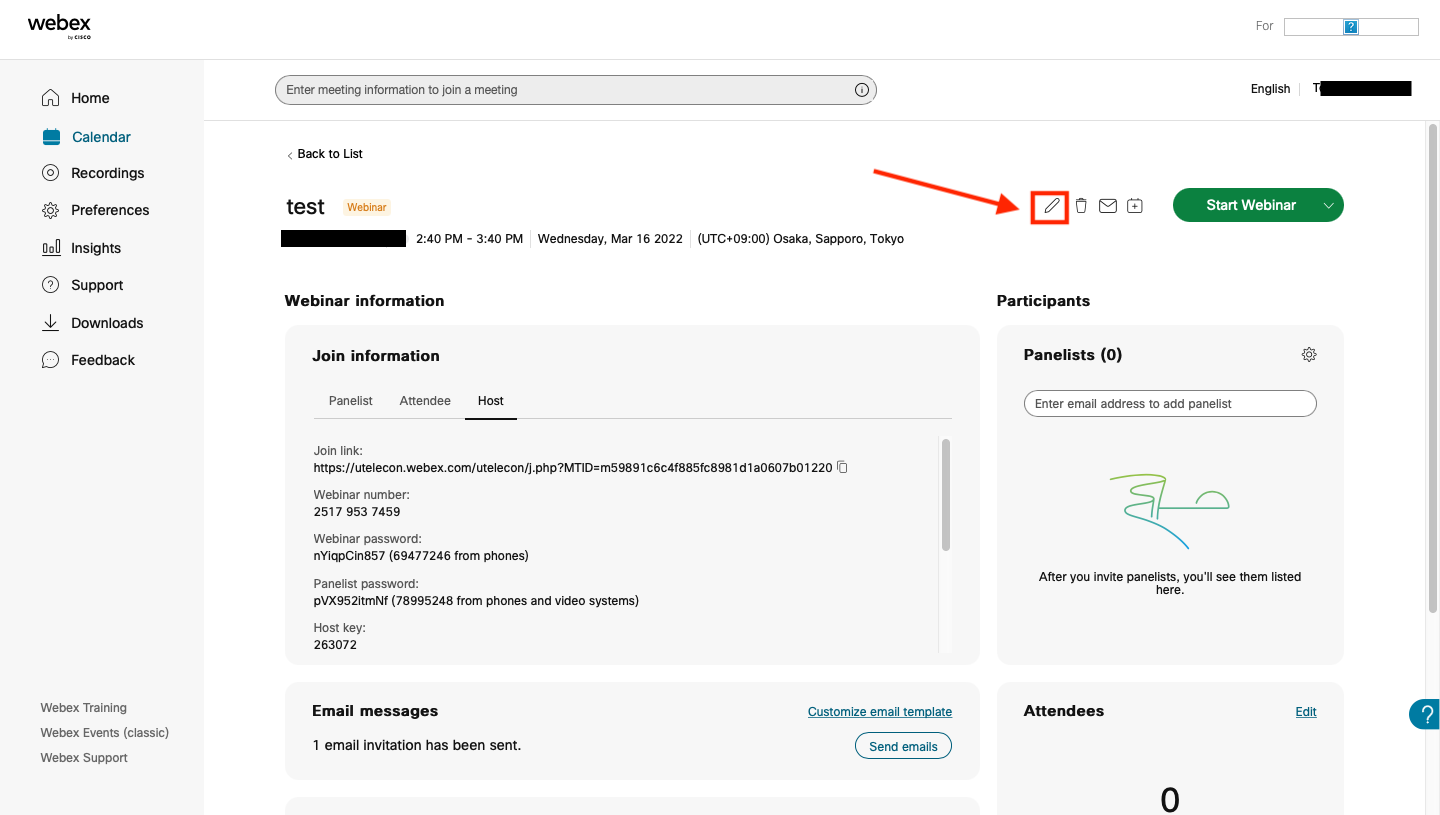 webex
by CISCO
For
?
Home
Calendar
Recordings
Preferences
Insights
Support
Downloads
Feedback
Webex Training
Webex Events (classic)
Webex Support
Enter meeting information to join a meeting
English
Back to List
test Webinar
Start Webinar
2:40 PM - 3:40 PM Wednesday, Mar 16 2022 (UTC+09:00) Osaka, Sapporo, Tokyo
Webinar information
Join information
Panelist Attendee Host
Join link:
https://utelecon.webex.com/utelecon/j.php?MTID=m59891c6c4f885fc8981d1a0607b01220
Webinar number:
2517 953 7459
Webinar password:
nYiqpCin857 (69477246 from phones)
Panelist password:
pVX952itmNf (78995248 from phones and video systems)
Host key:
263072
Email messages
Customize email template
1 email invitation has been sent.
Send emails
Participants
Panelists (0)
Enter email address to add panelist
After you invite panelists, you'll see them listed
here.
Attendees
Edit
0
?